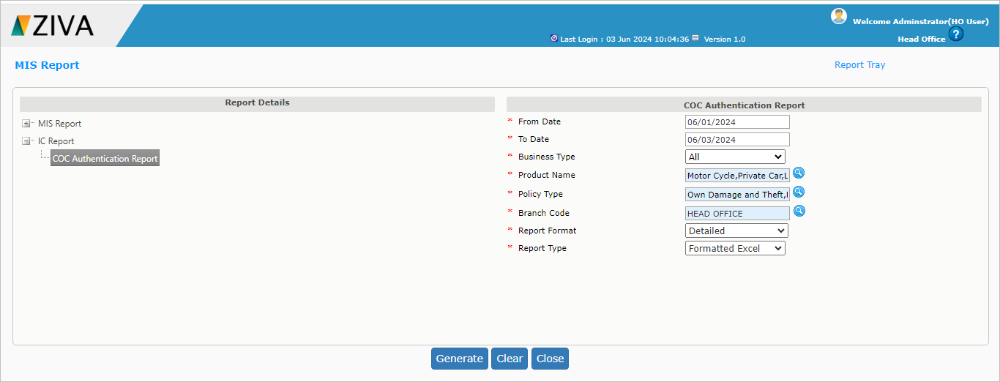 ZIVA
Welcome Adminstrator(HO User)
Last Login : 03 Jun 2024 10:04:36 Version 1.0
Head Office ?
MIS Report
Report Tray
Report Details
MIS Report
IC Report
COC Authentication Report
COC Authentication Report
* From Date 06/01/2024
* To Date 06/03/2024
* Business Type All
* Product Name Motor Cycle,Private Car,L
* Policy Type Own Damage and Theft,
* Branch Code HEAD OFFICE
* Report Format Detailed
* Report Type Formatted Excel
Generate Clear Close